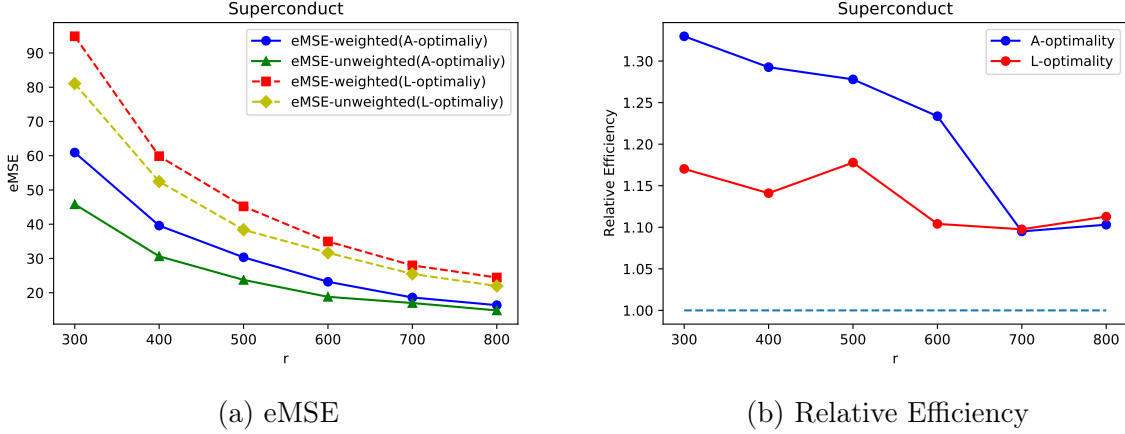 Superconduct
90
80
70
60
50
40
30
20
eMSE
300 400 500 600 700 800
r
eMSE-weighted(A-optimaliy)
eMSE-unweighted(A-optimaliy)
eMSE-weighted(L-optimaliy)
eMSE-unweighted(L-optimaliy)
(a) eMSE
Superconduct
1.30
1.25
1.20
1.15
1.10
1.05
1.00
Relative Efficiency
300 400 500 600 700 800
r
A-optimality
L-optimality
(b) Relative Efficiency